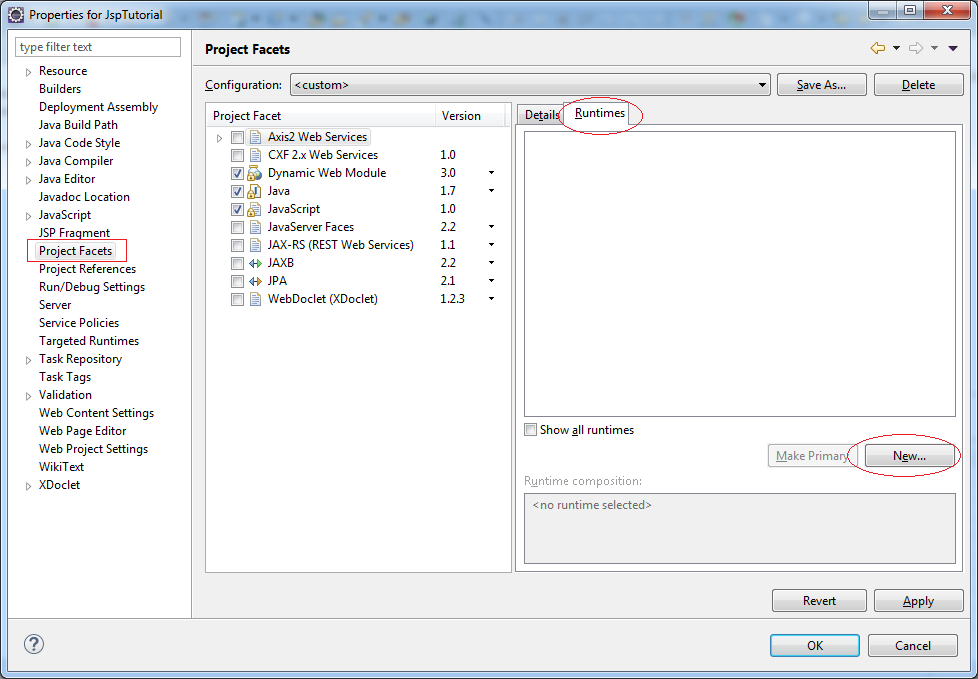 Properties for JspTutorial
type filter text
Resource
Builders
Deployment Assembly
Java Build Path
Java Code Style
Java Compiler
Java Editor
Javadoc Location
JavaScript
JSP Fragment
Project Facets
Project References
Run/Debug Settings
Server
Service Policies
Targeted Runtimes
Task Repository
Task Tags
Validation
Web Content Settings
Web Page Editor
Web Project Settings
WikiText
XDoclet
Project Facets
Configuration: <custom> Save As... Delete
Project Facet Version
Axis2 Web Services
CXF 2.x Web Services 1.0
Dynamic Web Module 3.0
Java 1.7
JavaScript 1.0
JavaServer Faces 2.2
JAX-RS (REST Web Services) 1.1
JAXB 2.2
JPA 2.1
WebDoclet (XDoclet) 1.2.3
Details Runtimes
Show all runtimes
Make Primary New...
Runtime composition:
<no runtime selected>
Revert Apply
? OK Cancel